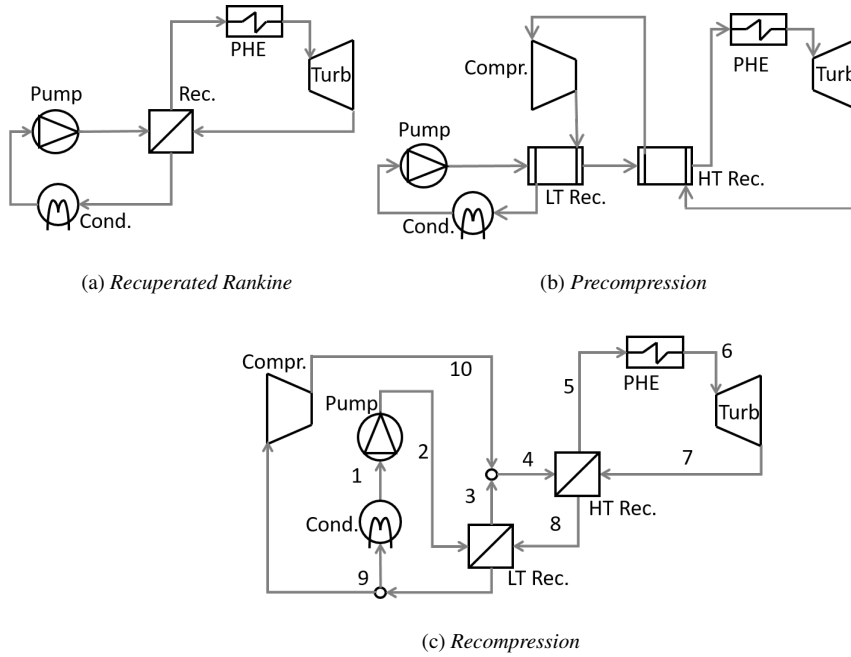 PHE
Turb
Pump
Rec.
Cond.
(a) Recuperated Rankine
PHE
Turb
Compr.
Pump
LT Rec.
HT Rec.
Cond.
(b) Precompression
Compr.
10
6
5
PHE
Pump
Turb
2
1
4
7
3
HT Rec.
Cond.
8
9
LT Rec.
(c) Recompression